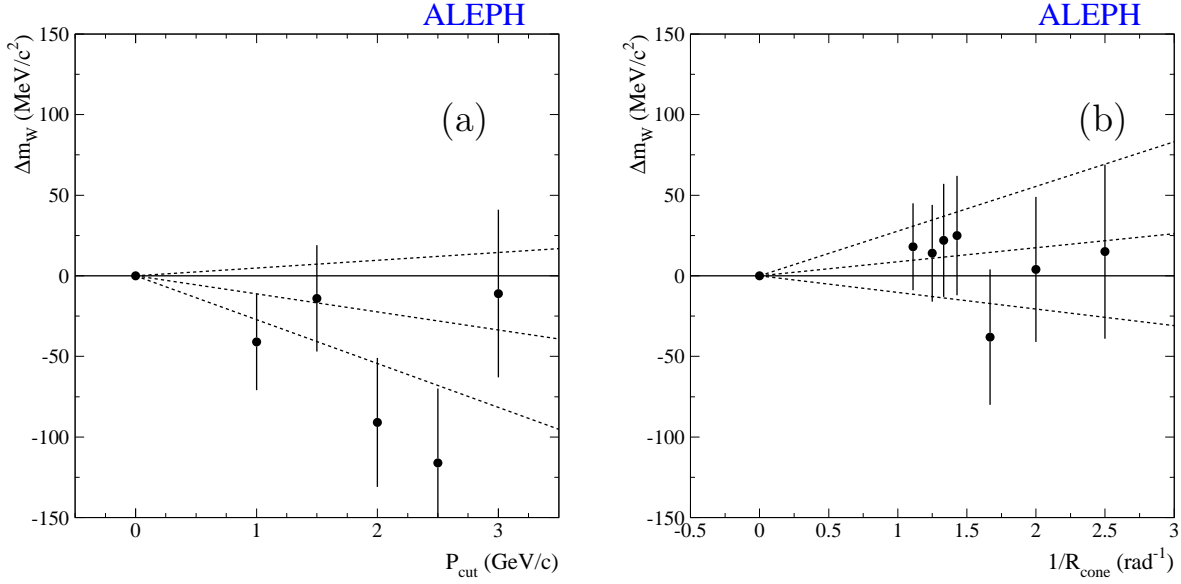 ALEPH
Δm_W (MeV/c²)
(a)
150
100
50
0
-50
-100
-150
0 1 2 3
P_cut (GeV/c)
ALEPH
Δm_W (MeV/c²)
(b)
150
100
50
0
-50
-100
-150
-0.5 0 1 1.5 2 2.5 3
1/R_cone (rad⁻¹)